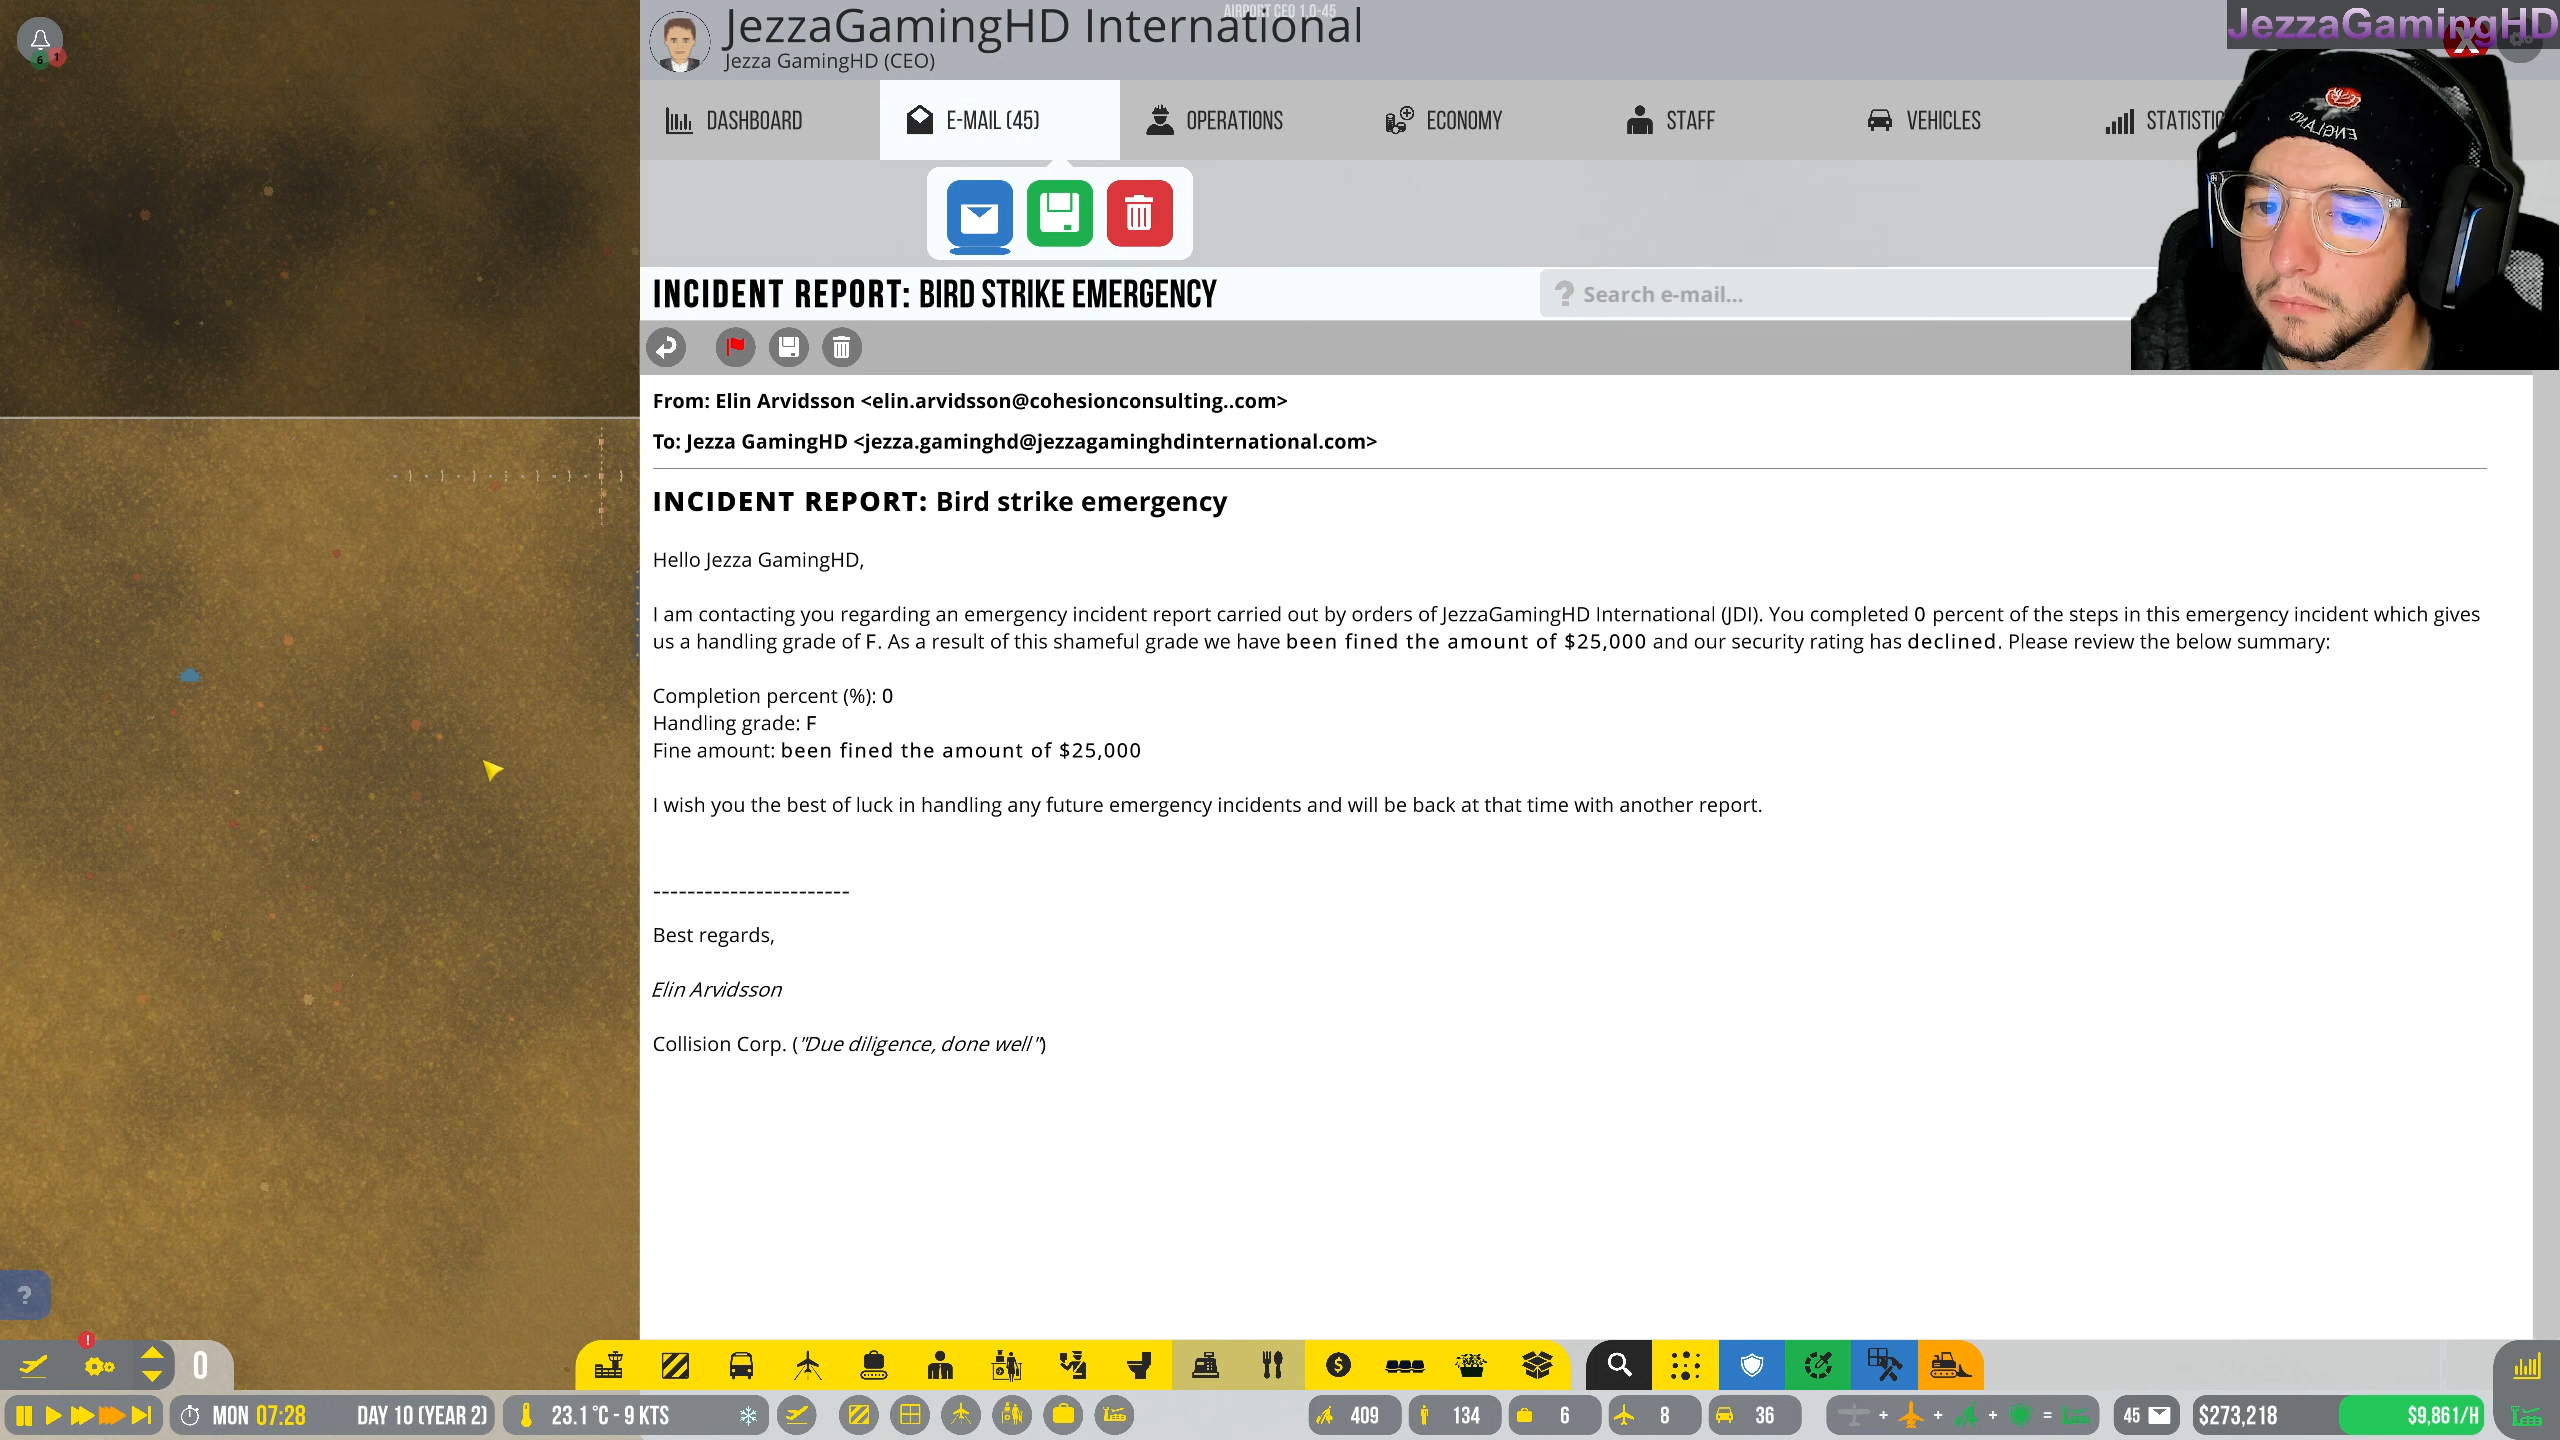 AIRPORT CEO 1.0-45
JezzaGamingHD International
Jezza GamingHD (CEO)
JezzaGamingHD
X
6 1
DASHBOARD
E-MAIL (45)
OPERATIONS
ECONOMY
STAFF
VEHICLES
ENGLAND
INCIDENT REPORT: BIRD STRIKE EMERGENCY
? Search e-mail...
From: Elin Arvidsson <elin.arvidsson@cohesionconsulting..com>
To: Jezza GamingHD <jezza.gaminghd@jezzagaminghdinternational.com>
INCIDENT REPORT: Bird strike emergency
Hello Jezza GamingHD,
I am contacting you regarding an emergency incident report carried out by orders of JezzaGamingHD International (JDI). You completed 0 percent of the steps in this emergency incident which gives
us a handling grade of F. As a result of this shameful grade we have been fined the amount of $25,000 and our security rating has declined. Please review the below summary:
Completion percent (%): 0
Handling grade: F
Fine amount: been fined the amount of $25,000
I wish you the best of luck in handling any future emergency incidents and will be back at that time with another report.
-----------------------
Best regards,
Elin Arvidsson
Collision Corp. ("Due diligence, done well")
?
!
0
MON 07:28 DAY 10 (YEAR 2)
23.1 °C - 9 KTS
409
134
6
8
36
+ + + =
45
$273,218
$9,861/H